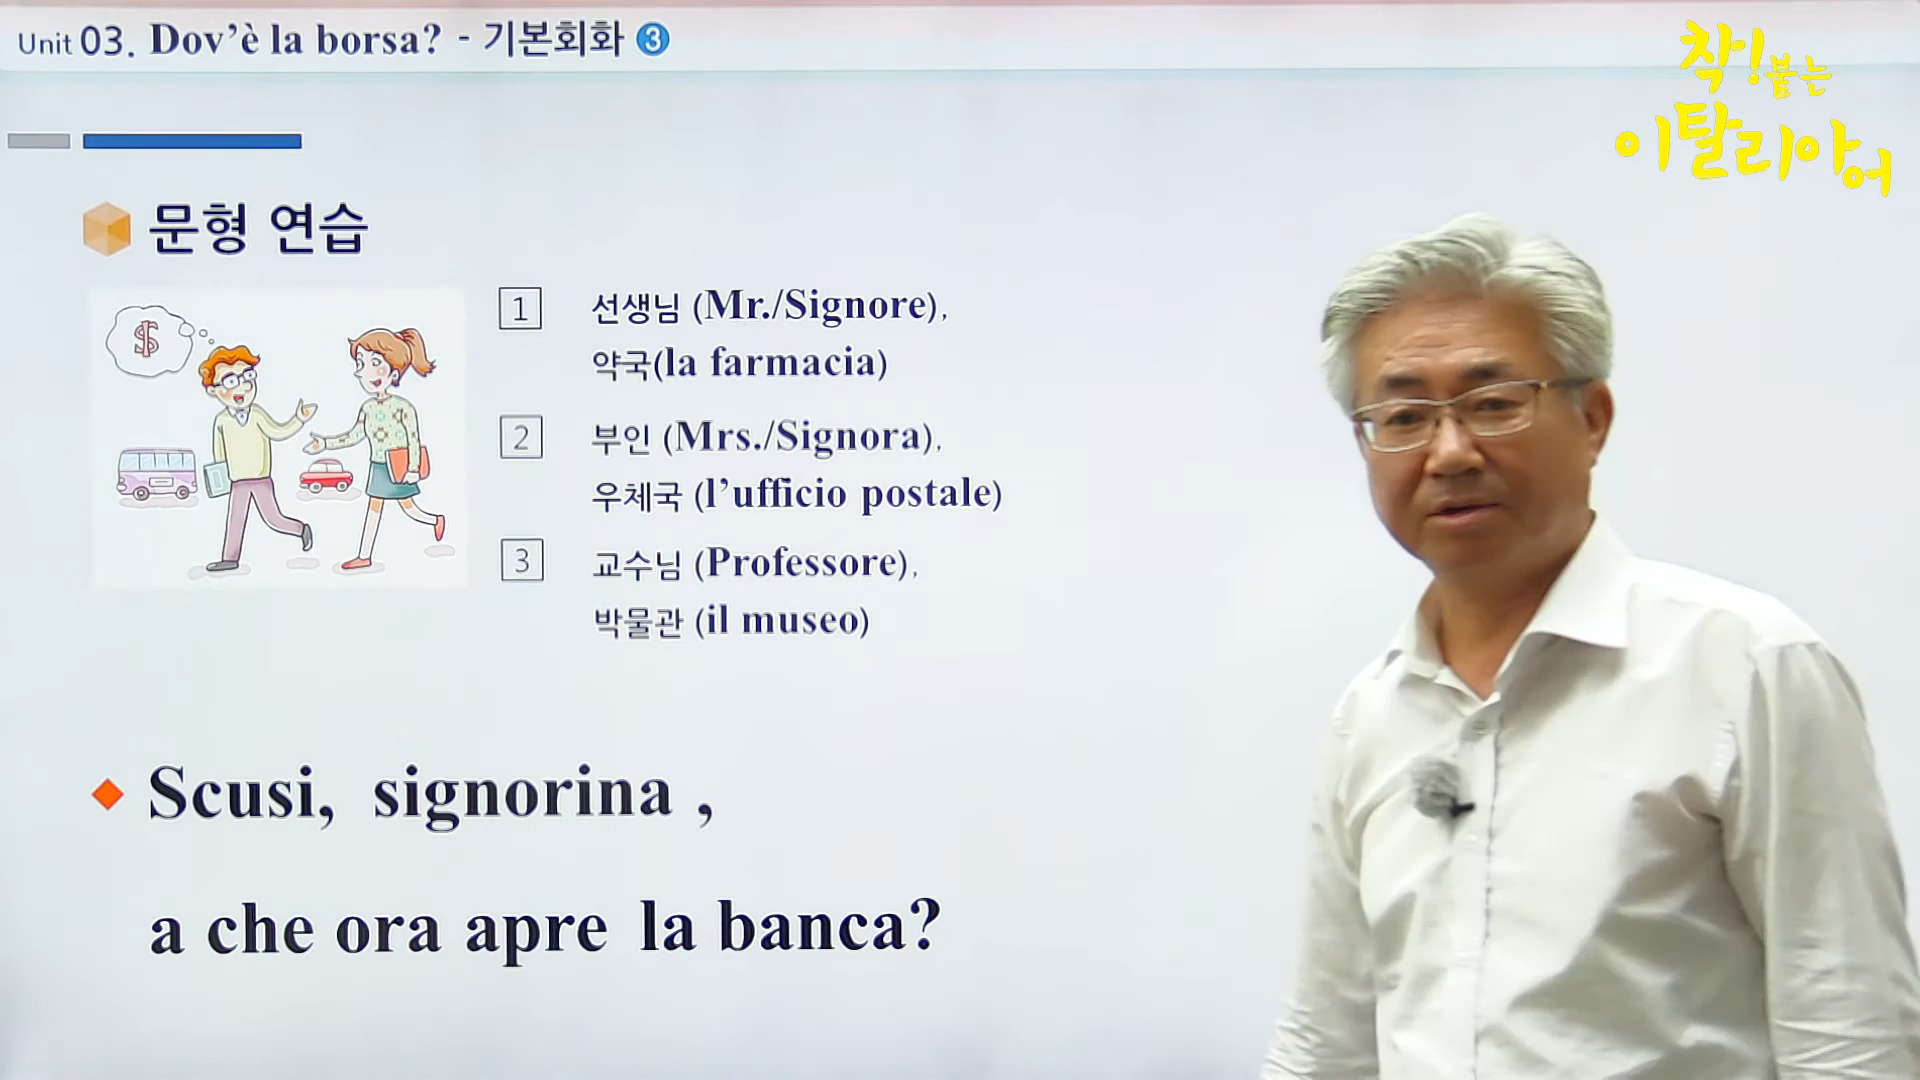 Unit 03. Dov'è la borsa? - 기본회화 3
착! 붙는
이탈리아어
문형 연습
$
1 선생님 (Mr./Signore),
약국(la farmacia)
2 부인 (Mrs./Signora),
우체국 (l'ufficio postale)
3 교수님 (Professore),
박물관 (il museo)
Scusi, signorina ,
a che ora apre la banca?